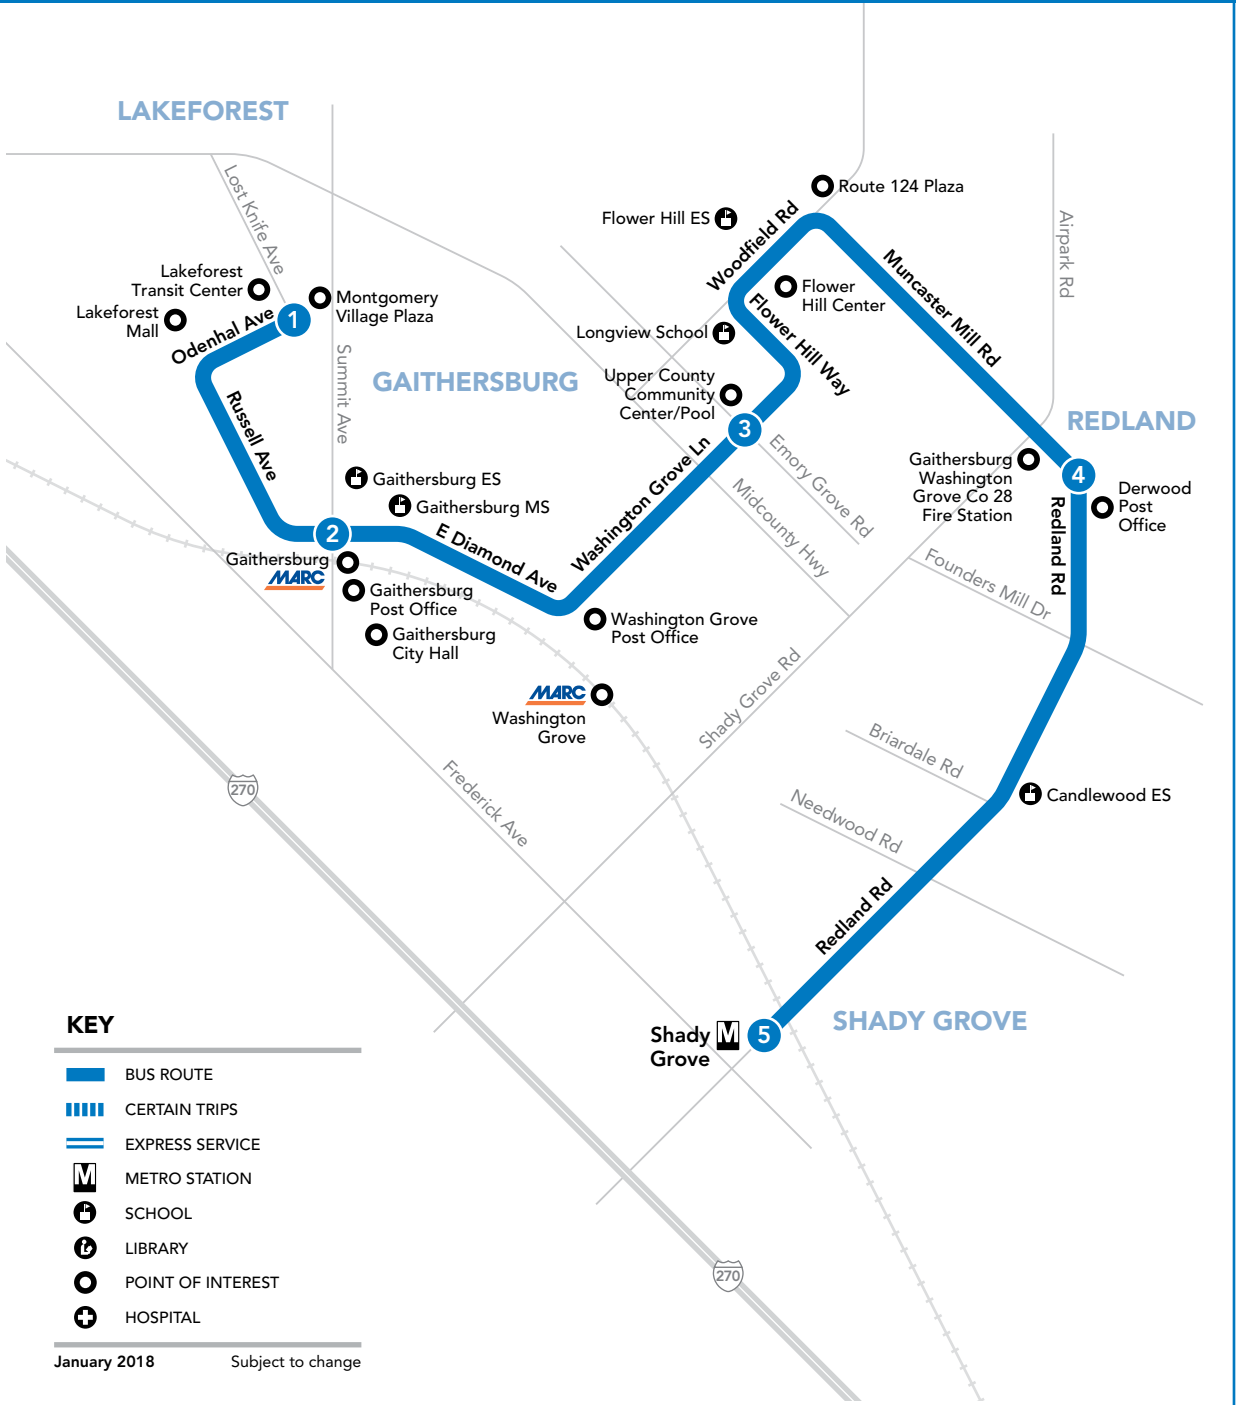 LAKEFOREST
Lost Knife Ave
Route 124 Plaza
Flower Hill ES
Woodfield Rd
Airpark Rd
Lakeforest
Transit Center
Lakeforest
Mall
Odenhal Ave
1
Montgomery
Village Plaza
Flower
Hill Center
Muncaster Mill Rd
Longview School
Flower Hill Way
Summit Ave
GAITHERSBURG
Upper County
Community
Center/Pool
3
REDLAND
Russell Ave
Washington Grove Ln
Emory Grove Rd
Midcounty Hwy
Gaithersburg
Washington
Grove Co 28
Fire Station
4
Derwood
Post
Office
Redland Rd
Gaithersburg ES
Gaithersburg MS
2
E Diamond Ave
Gaithersburg
MARC
Gaithersburg
Post Office
Gaithersburg
City Hall
Washington Grove
Post Office
Founders Mill Dr
MARC
Washington
Grove
Shady Grove Rd
Briardale Rd
270
Frederick Ave
Needwood Rd
Candlewood ES
Redland Rd
Shady
Grove
M
5
SHADY GROVE
270
KEY
BUS ROUTE
CERTAIN TRIPS
EXPRESS SERVICE
M METRO STATION
SCHOOL
LIBRARY
POINT OF INTEREST
HOSPITAL
January 2018 Subject to change